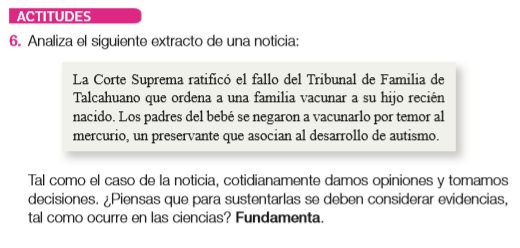 ACTITUDES
6. Analiza el siguiente extracto de una noticia:
La Corte Suprema ratificó el fallo del Tribunal de Familia de
Talcahuano que ordena a una familia vacunar a su hijo recién
nacido. Los padres del bebé se negaron a vacunarlo por temor al
mercurio, un preservante que asocian al desarrollo de autismo.
Tal como el caso de la noticia, cotidianamente damos opiniones y tomamos
decisiones. ¿Piensas que para sustentarlas se deben considerar evidencias,
tal como ocurre en las ciencias? Fundamenta.